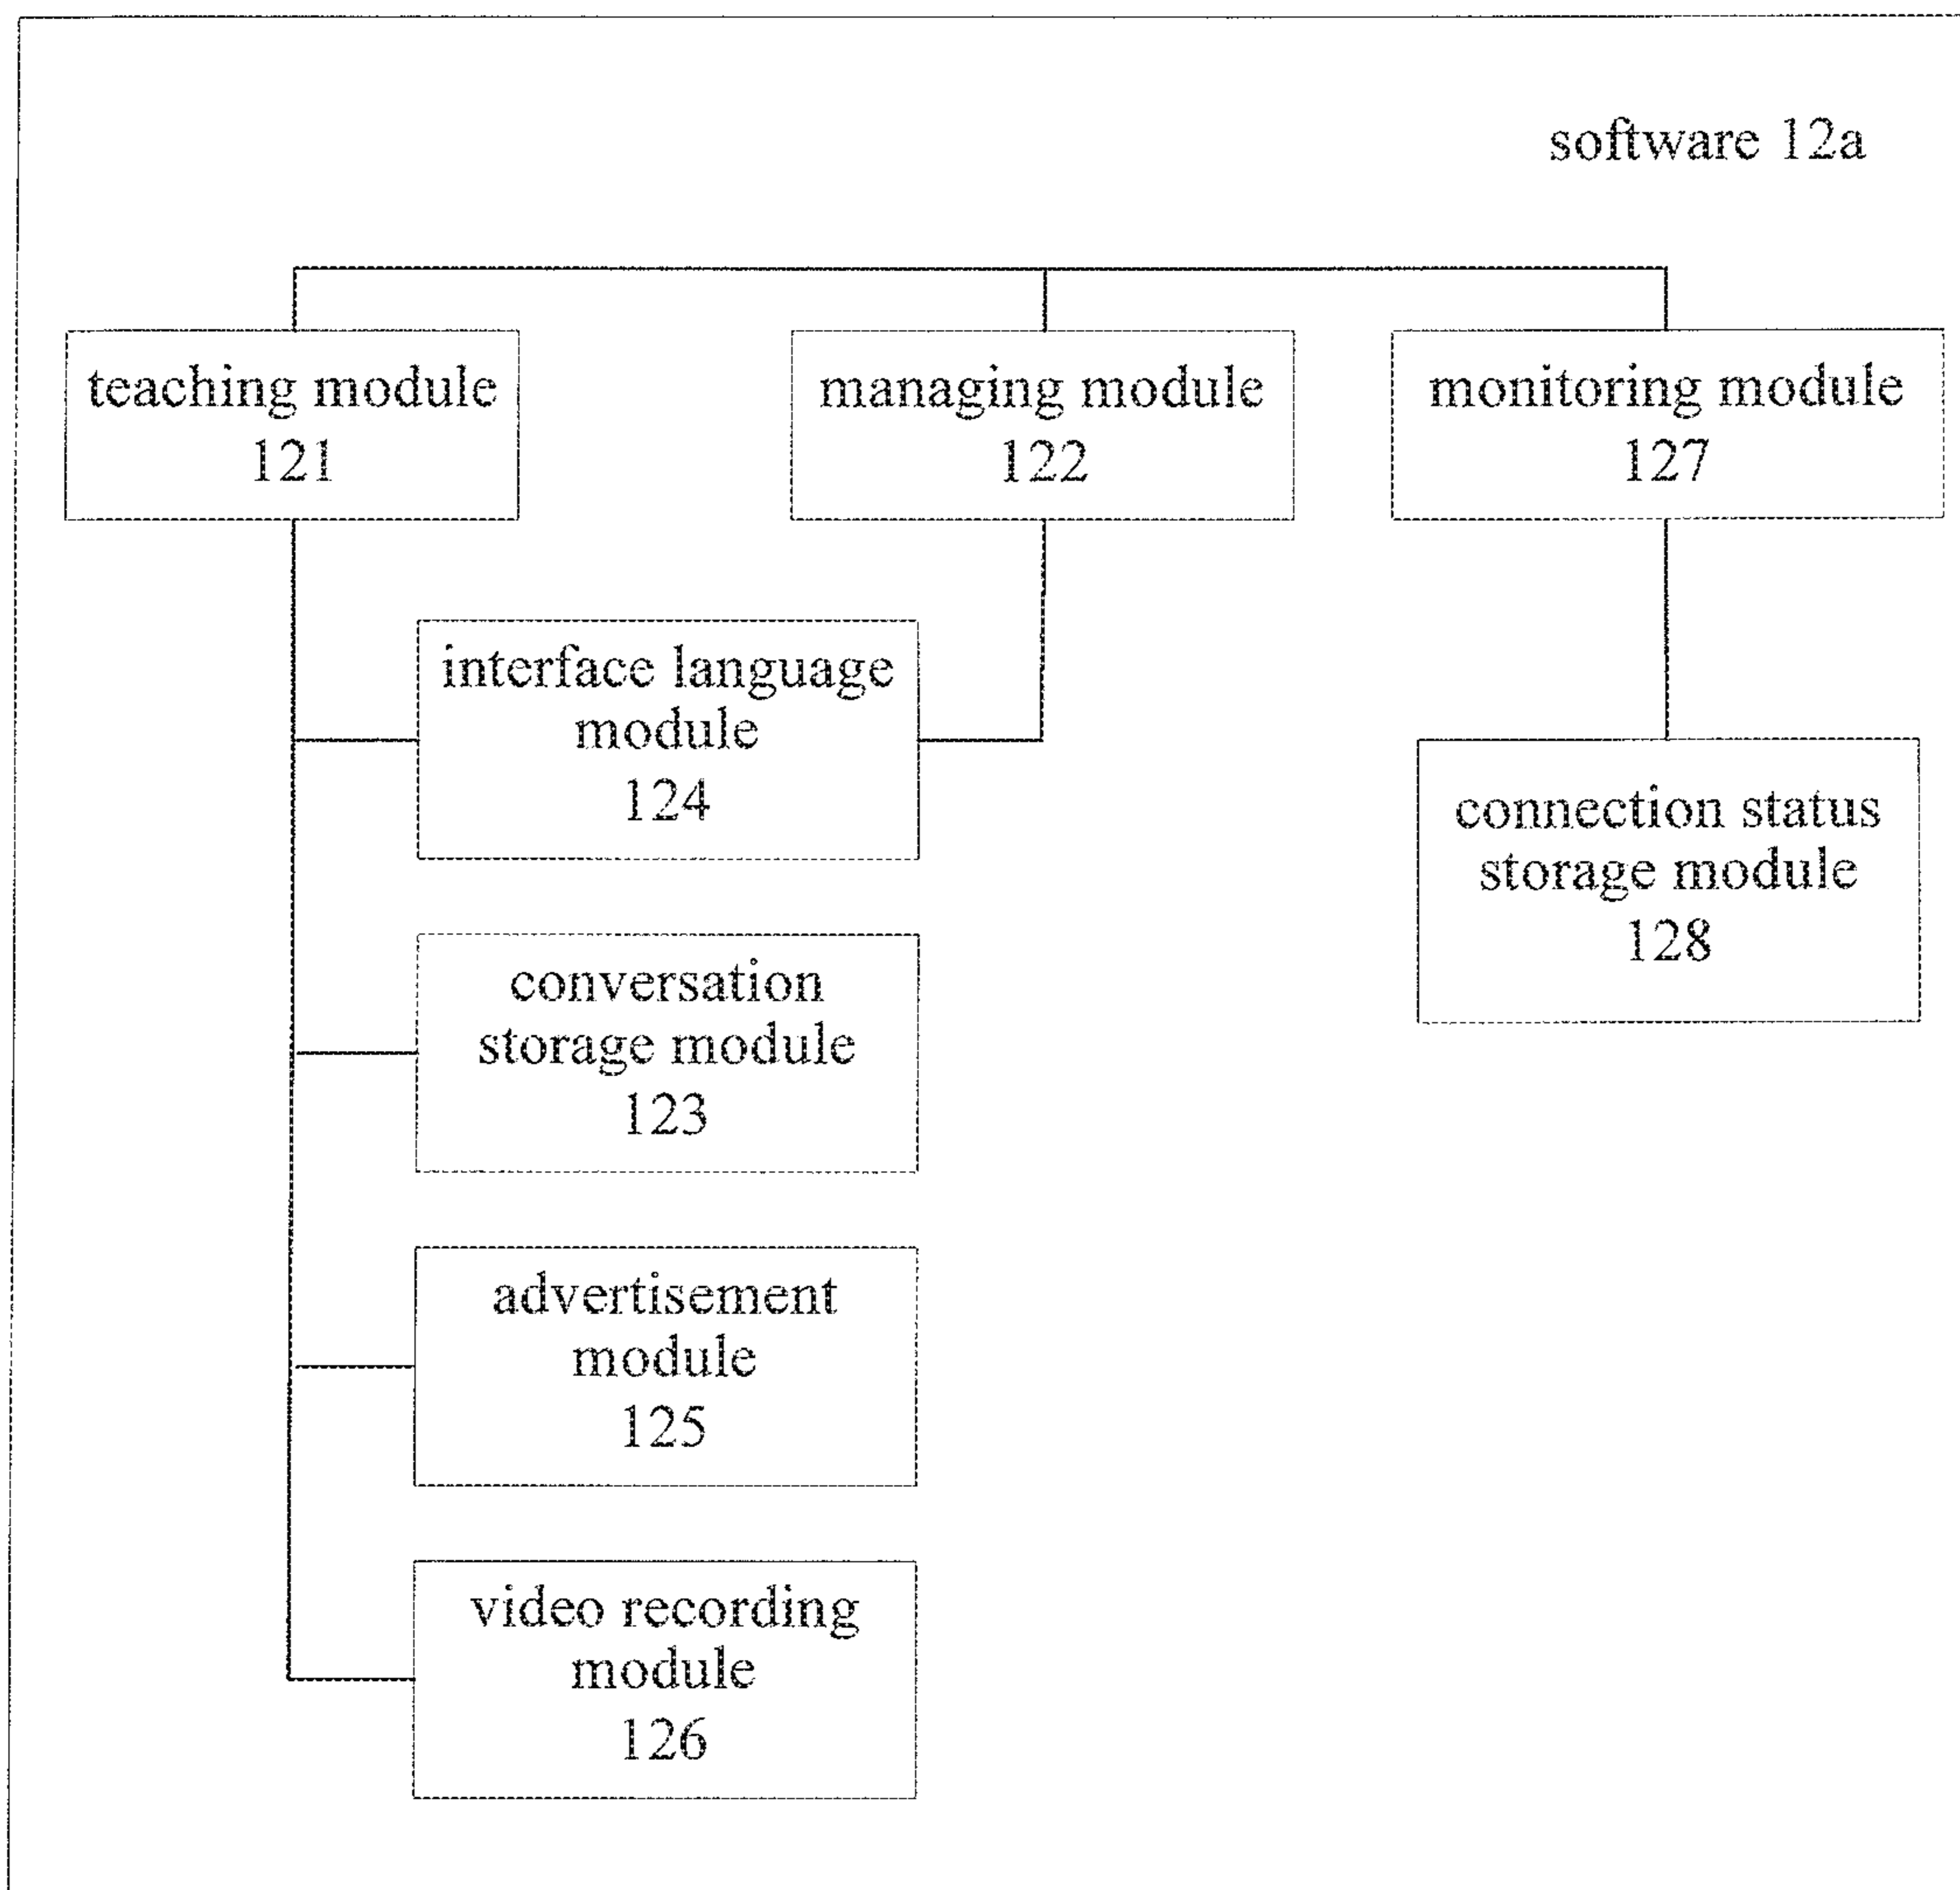 software 12a
teaching module
121
managing module
122
monitoring module
127
interface language
module
124
connection status
storage module
128
conversation
storage module
123
advertisement
module
125
video recording
module
126